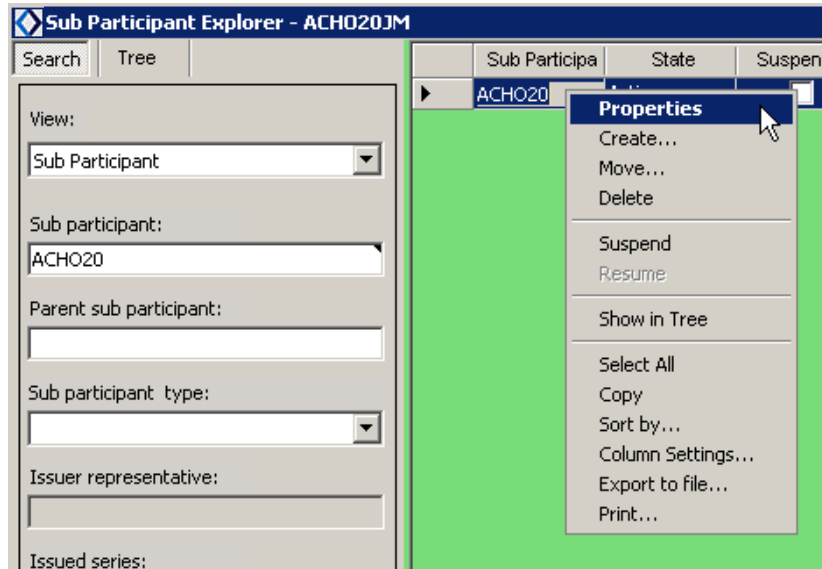 Sub Participant Explorer - ACHO20JM
Search Tree
View:
Sub Participant
Sub participant:
ACHO20
Parent sub participant:
Sub participant type:
Issuer representative:
Issued series:
Sub Participa State Suspen
ACHO20
Properties
Create...
Move...
Delete
Suspend
Resume
Show in Tree
Select All
Copy
Sort by...
Column Settings...
Export to file...
Print...